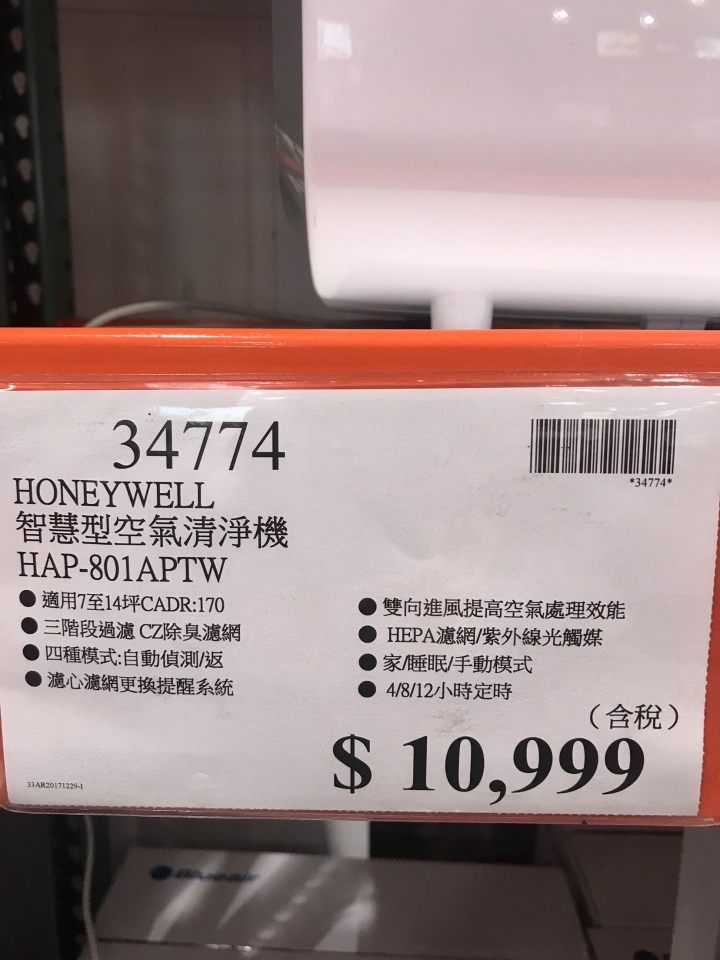 34774
*34774*
HONEYWELL
智慧型空氣清淨機
HAP-801APTW
● 適用7至14坪CADR:170
● 三階段過濾 CZ除臭濾網
● 四種模式:自動偵測/返
● 濾心濾網更換提醒系統
● 雙向進風提高空氣處理效能
● HEPA濾網/紫外線光觸媒
● 家/睡眠/手動模式
● 4/8/12小時定時
（含稅）
$ 10,999
33AR20171229-1
Blueair